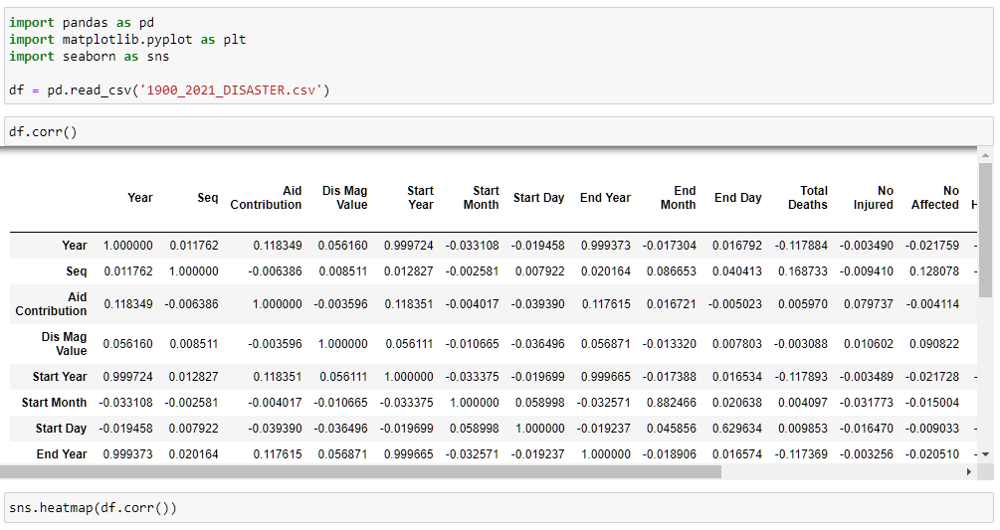 import pandas as pd
import matplotlib.pyplot as plt
import seaborn as sns
df = pd.read_csv('1900_2021_DISASTER.csv')
df.corr()
Year Seq Aid Contribution Dis Mag Value Start Year Start Month Start Day End Year End Month End Day Total Deaths No Injured No Affected H
Year 1.000000 0.011762 0.118349 0.056160 0.999724 -0.033108 -0.019458 0.999373 -0.017304 0.016792 -0.117884 -0.003490 -0.021759 -
Seq 0.011762 1.000000 -0.006386 0.008511 0.012827 -0.002581 0.007922 0.020164 0.086653 0.040413 0.168733 -0.009410 0.128078 -
Aid Contribution 0.118349 -0.006386 1.000000 -0.003596 0.118351 -0.004017 -0.039390 0.117615 0.016721 -0.005023 0.005970 0.079737 -0.004114
Dis Mag Value 0.056160 0.008511 -0.003596 1.000000 0.056111 -0.010665 -0.036496 0.056871 -0.013320 0.007803 -0.003088 0.010602 0.090822
Start Year 0.999724 0.012827 0.118351 0.056111 1.000000 -0.033375 -0.019699 0.999665 -0.017388 0.016534 -0.117893 -0.003489 -0.021728 -
Start Month -0.033108 -0.002581 -0.004017 -0.010665 -0.033375 1.000000 0.058998 -0.032571 0.882466 0.020638 0.004097 -0.031773 -0.015004
Start Day -0.019458 0.007922 -0.039390 -0.036496 -0.019699 0.058998 1.000000 -0.019237 0.045856 0.629634 0.009853 -0.016470 -0.009033 -
End Year 0.999373 0.020164 0.117615 0.056871 0.999665 -0.032571 -0.019237 1.000000 -0.018906 0.016574 -0.117369 -0.003256 -0.020510 -
sns.heatmap(df.corr())